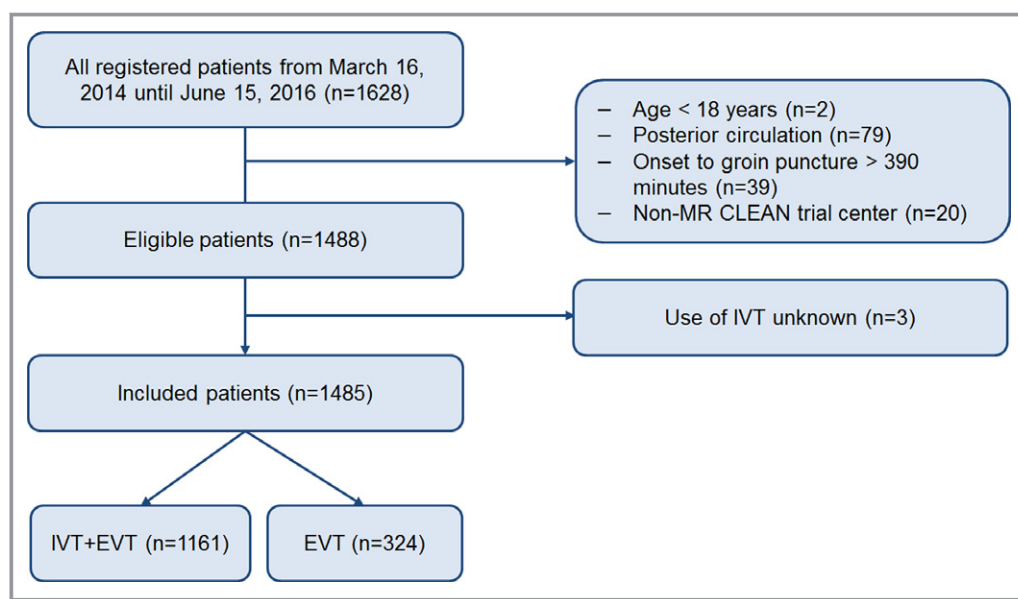 All registered patients from March 16,
2014 until June 15, 2016 (n=1628)
– Age < 18 years (n=2)
– Posterior circulation (n=79)
– Onset to groin puncture > 390
minutes (n=39)
– Non-MR CLEAN trial center (n=20)
Eligible patients (n=1488)
Use of IVT unknown (n=3)
Included patients (n=1485)
IVT+EVT (n=1161)
EVT (n=324)